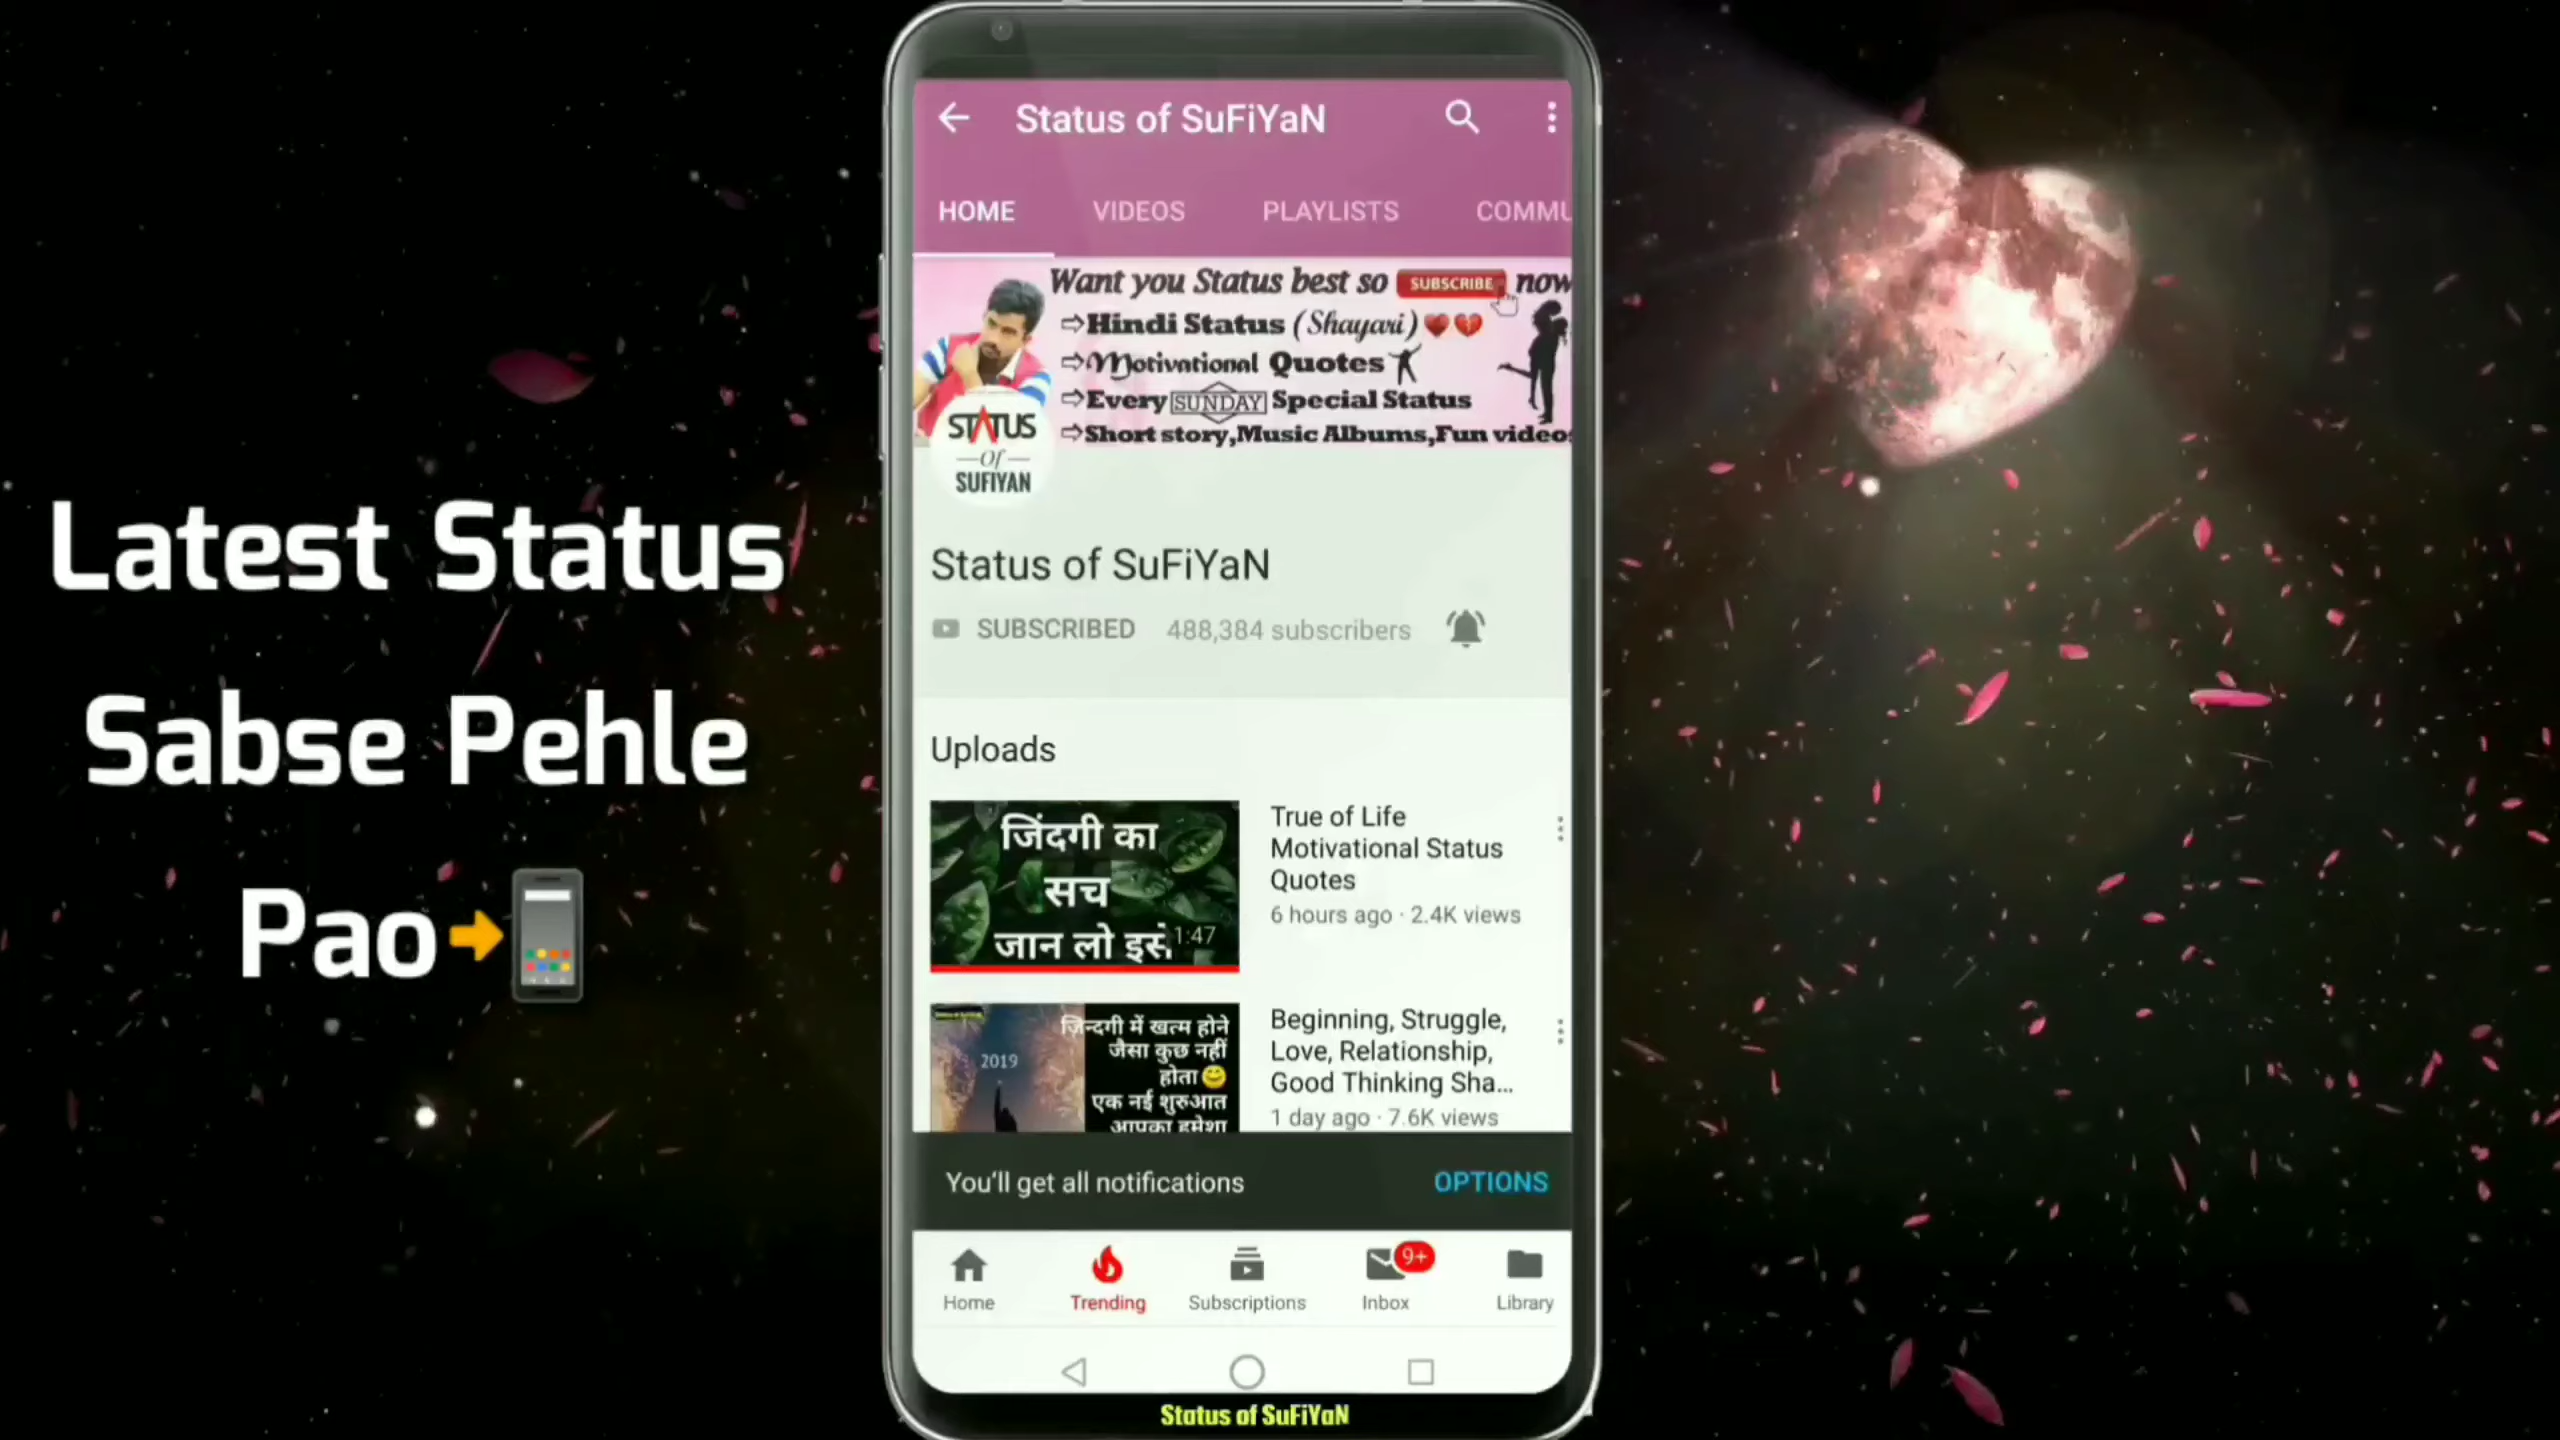 Latest Status
Sabse Pehle
Pao
Status of SuFiYaN
HOME VIDEOS PLAYLISTS COMMU
Want you Status best so SUBSCRIBE now
⇨Hindi Status (Shayari)
⇨Motivational Quotes
⇨Every SUNDAY Special Status
⇨Short story,Music Albums,Fun videos
STATUS
Of
SUFIYAN
Status of SuFiYaN
SUBSCRIBED 488,384 subscribers
Uploads
जिंदगी का
सच
जान लो इसे
1:47
True of Life
Motivational Status
Quotes
6 hours ago · 2.4K views
2019
ज़िन्दगी में खत्म होने
जैसा कुछ नहीं
होता
एक नई शुरुआत
आपका हमेशा
Beginning, Struggle,
Love, Relationship,
Good Thinking Sha...
1 day ago · 7.6K views
You'll get all notifications OPTIONS
9+
Home Trending Subscriptions Inbox Library
Status of SuFiYaN